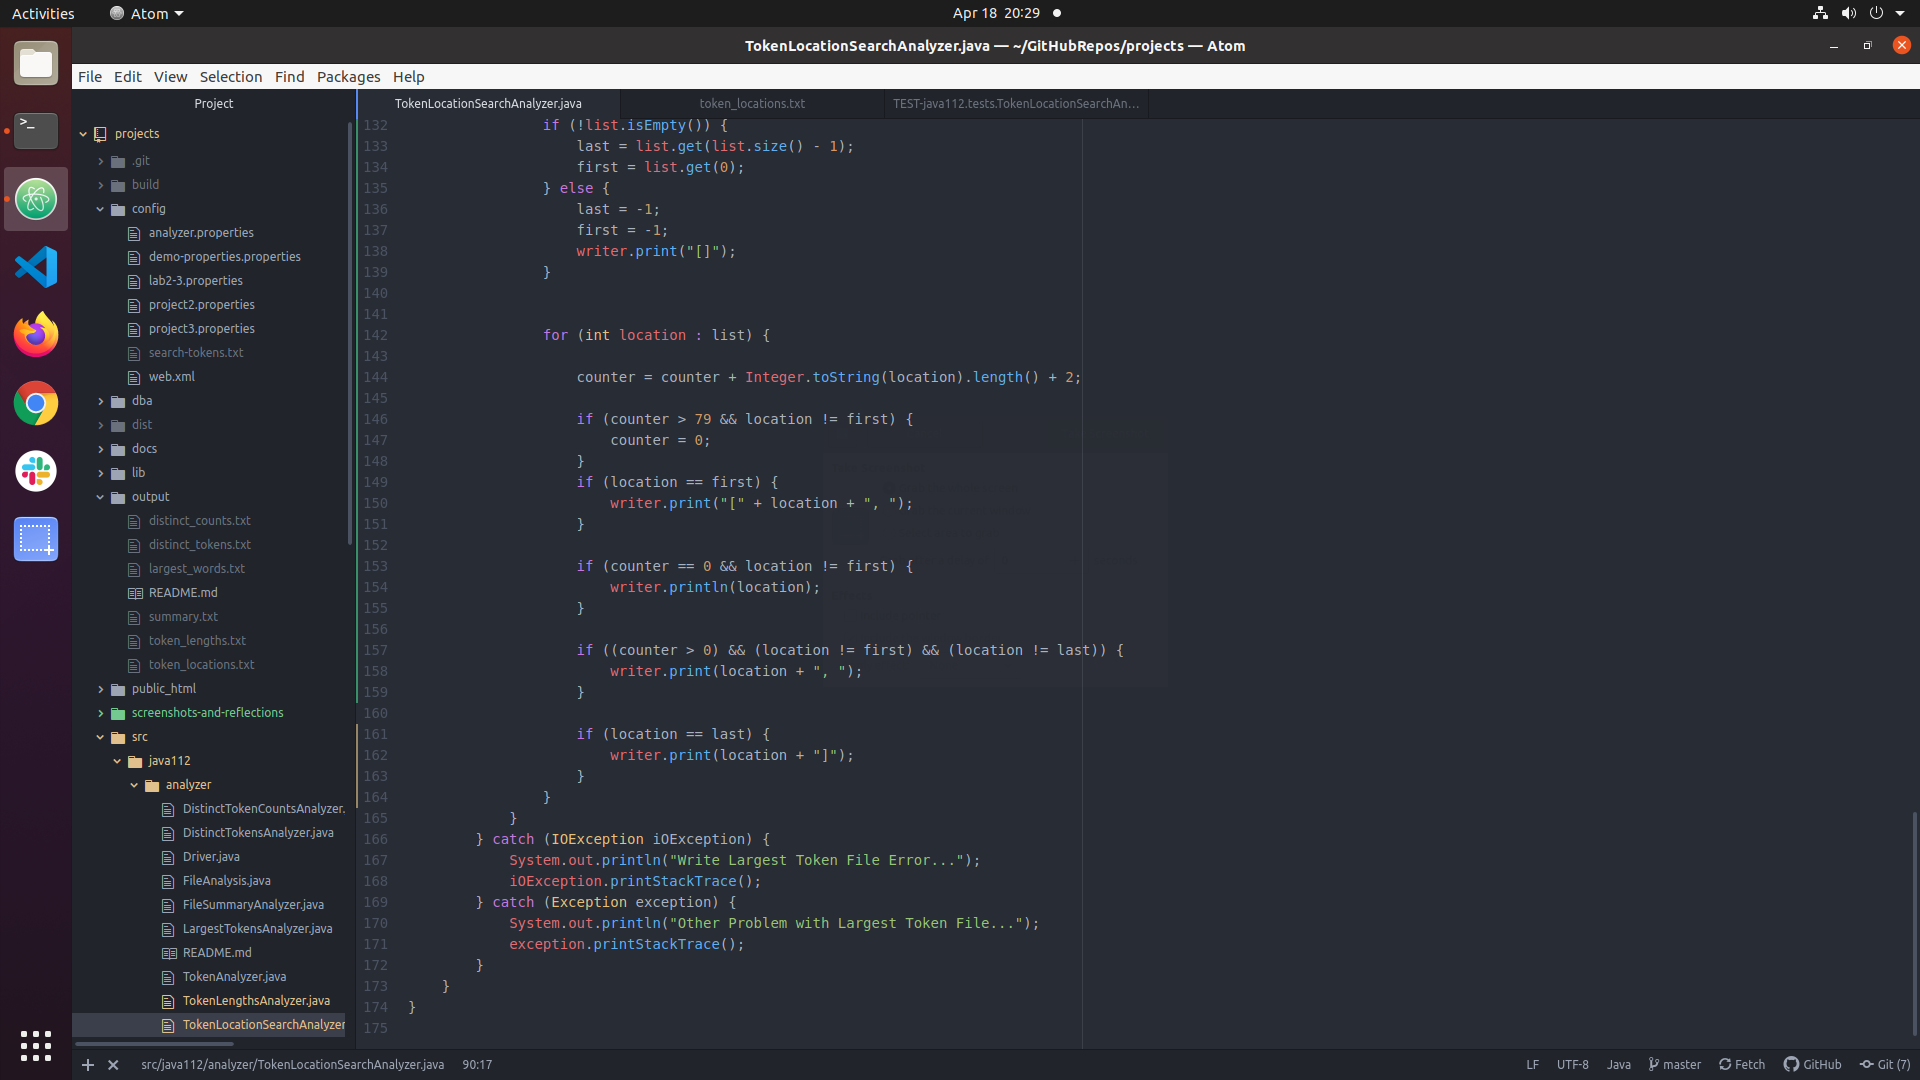 Activities
Atom
Apr 18 20:29
TokenLocationSearchAnalyzer.java — ~/GitHubRepos/projects — Atom
File Edit View Selection Find Packages Help
Project
projects
.git
build
config
analyzer.properties
demo-properties.properties
lab2-3.properties
project2.properties
project3.properties
search-tokens.txt
web.xml
dba
dist
docs
lib
output
distinct_counts.txt
distinct_tokens.txt
largest_words.txt
README.md
summary.txt
token_lengths.txt
token_locations.txt
public_html
screenshots-and-reflections
src
java112
analyzer
DistinctTokenCountsAnalyzer.
DistinctTokensAnalyzer.java
Driver.java
FileAnalysis.java
FileSummaryAnalyzer.java
LargestTokensAnalyzer.java
README.md
TokenAnalyzer.java
TokenLengthsAnalyzer.java
TokenLocationSearchAnalyzer
TokenLocationSearchAnalyzer.java
token_locations.txt
TEST-java112.tests.TokenLocationSearchAn...
132 if (!list.isEmpty()) {
133 last = list.get(list.size() - 1);
134 first = list.get(0);
135 } else {
136 last = -1;
137 first = -1;
138 writer.print("[]");
139 }
140
141
142 for (int location : list) {
143
144 counter = counter + Integer.toString(location).length() + 2;
145
146 if (counter > 79 && location != first) {
147 counter = 0;
148 }
149 if (location == first) {
150 writer.print("[" + location + ", ");
151 }
152
153 if (counter == 0 && location != first) {
154 writer.println(location);
155 }
156
157 if ((counter > 0) && (location != first) && (location != last)) {
158 writer.print(location + ", ");
159 }
160
161 if (location == last) {
162 writer.print(location + "]");
163 }
164 }
165 }
166 } catch (IOException iOException) {
167 System.out.println("Write Largest Token File Error...");
168 iOException.printStackTrace();
169 } catch (Exception exception) {
170 System.out.println("Other Problem with Largest Token File...");
171 exception.printStackTrace();
172 }
173 }
174 }
175
src/java112/analyzer/TokenLocationSearchAnalyzer.java 90:17
LF UTF-8 Java master Fetch GitHub Git (7)